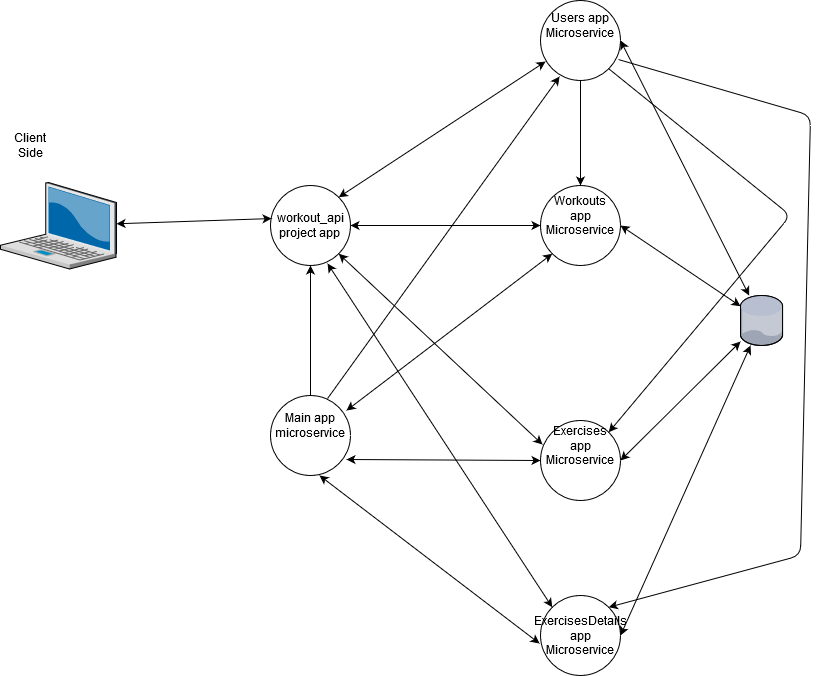 Users app
Microservice
Client
Side
workout_api
project app
Workouts
app
Microservice
Main app
microservice
Exercises
app
Microservice
ExercisesDetails
app
Microservice